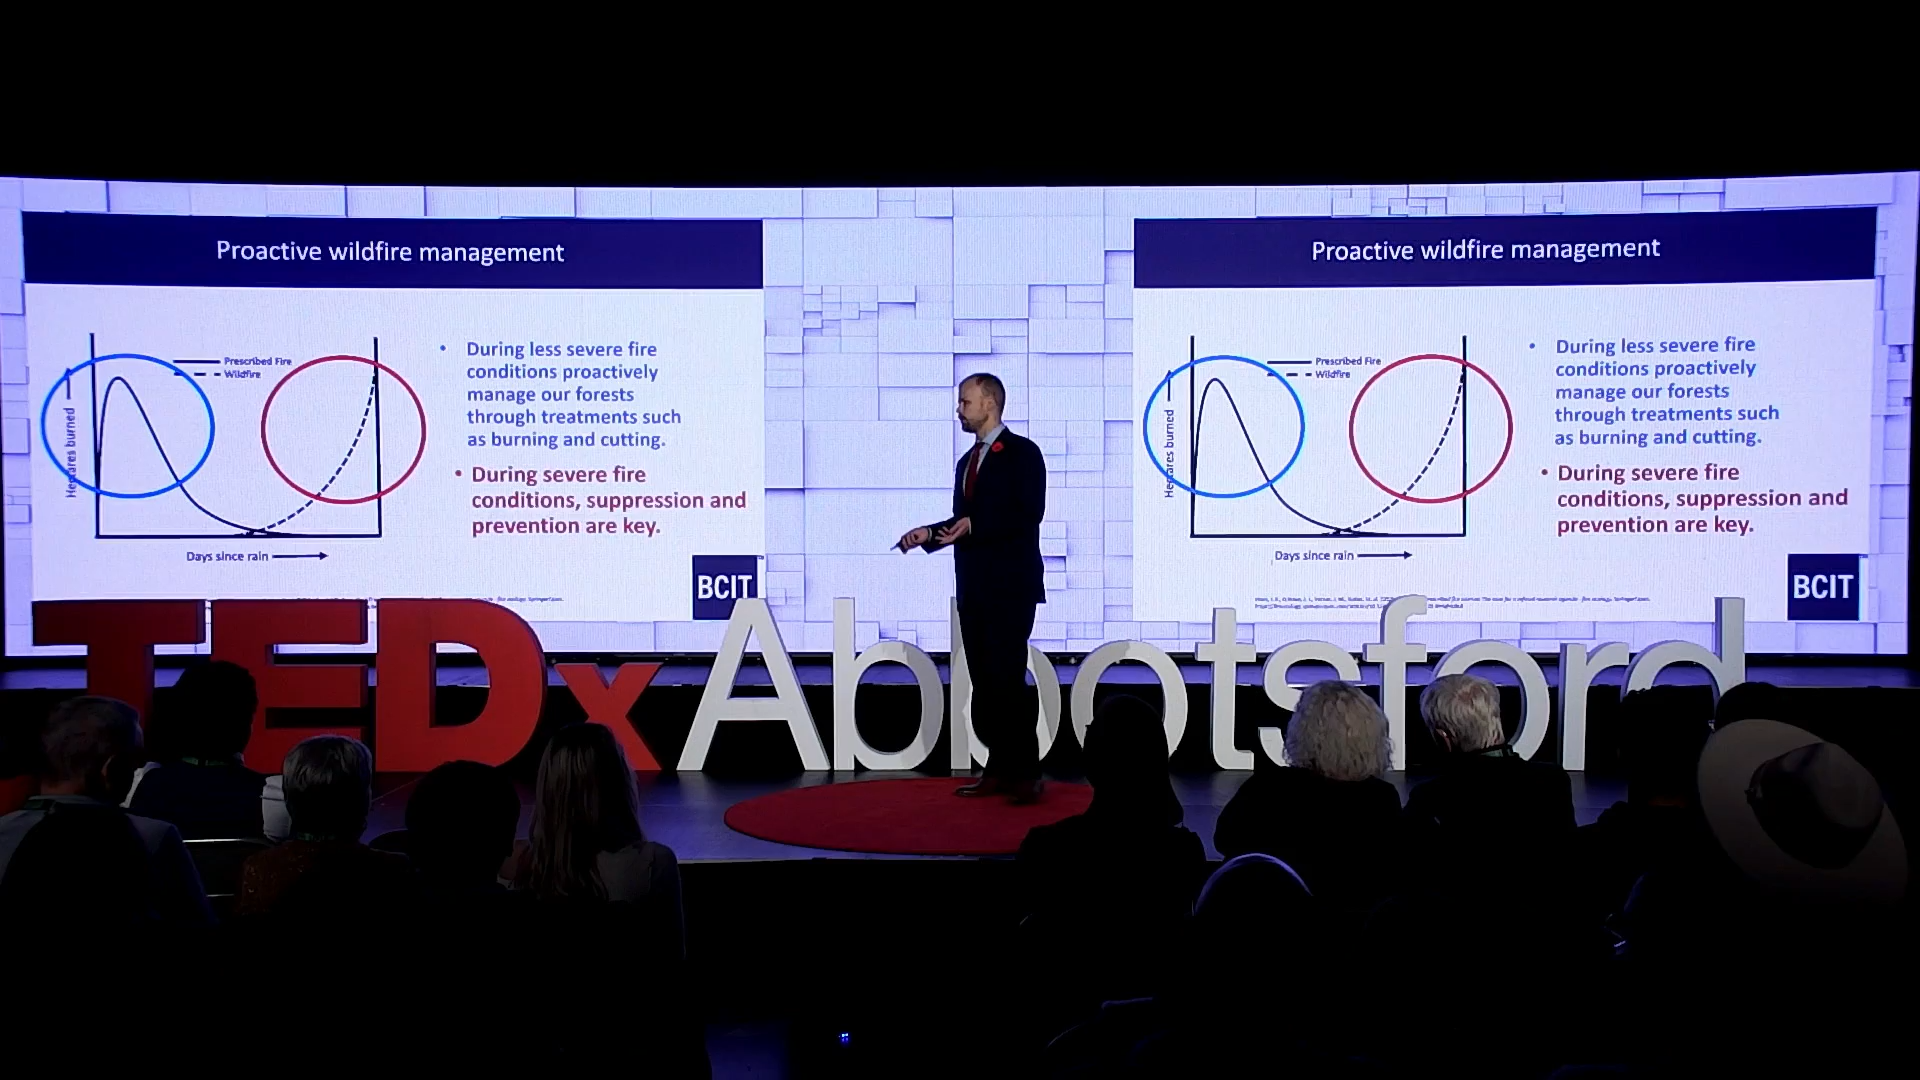 Proactive wildfire management
Prescribed Fire
Wildfire
Hectares burned
Days since rain
• During less severe fire
conditions proactively
manage our forests
through treatments such
as burning and cutting.
• During severe fire
conditions, suppression and
prevention are key.
BCIT
Proactive wildfire management
Prescribed Fire
Wildfire
Hectares burned
Days since rain
• During less severe fire
conditions proactively
manage our forests
through treatments such
as burning and cutting.
• During severe fire
conditions, suppression and
prevention are key.
BCIT
TEDxAbbotsford